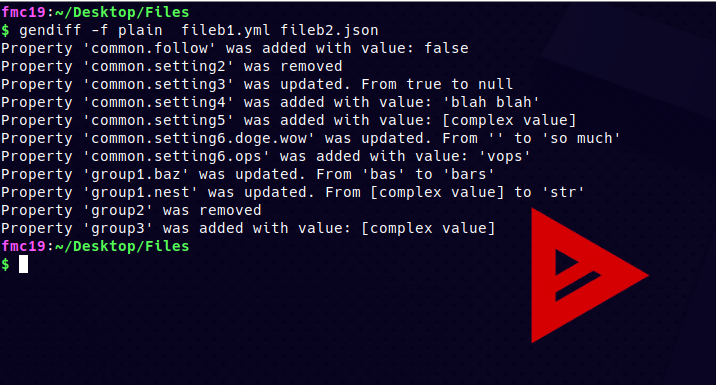 fmc19:~/Desktop/Files
$ gendiff -f plain  fileb1.yml fileb2.json
Property 'common.follow' was added with value: false
Property 'common.setting2' was removed
Property 'common.setting3' was updated. From true to null
Property 'common.setting4' was added with value: 'blah blah'
Property 'common.setting5' was added with value: [complex value]
Property 'common.setting6.doge.wow' was updated. From '' to 'so much'
Property 'common.setting6.ops' was added with value: 'vops'
Property 'group1.baz' was updated. From 'bas' to 'bars'
Property 'group1.nest' was updated. From [complex value] to 'str'
Property 'group2' was removed
Property 'group3' was added with value: [complex value]
fmc19:~/Desktop/Files
$